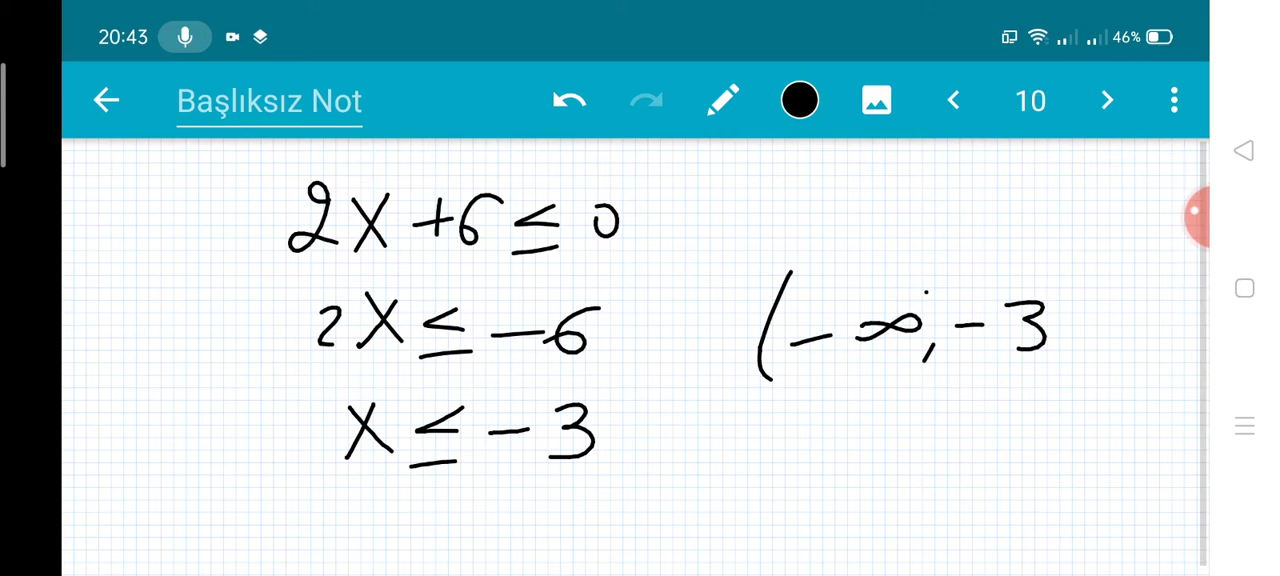 20:43 46%
Başlıksız Not 10
2x+6≤0
2x≤-6
(-∞;-3
x≤-3